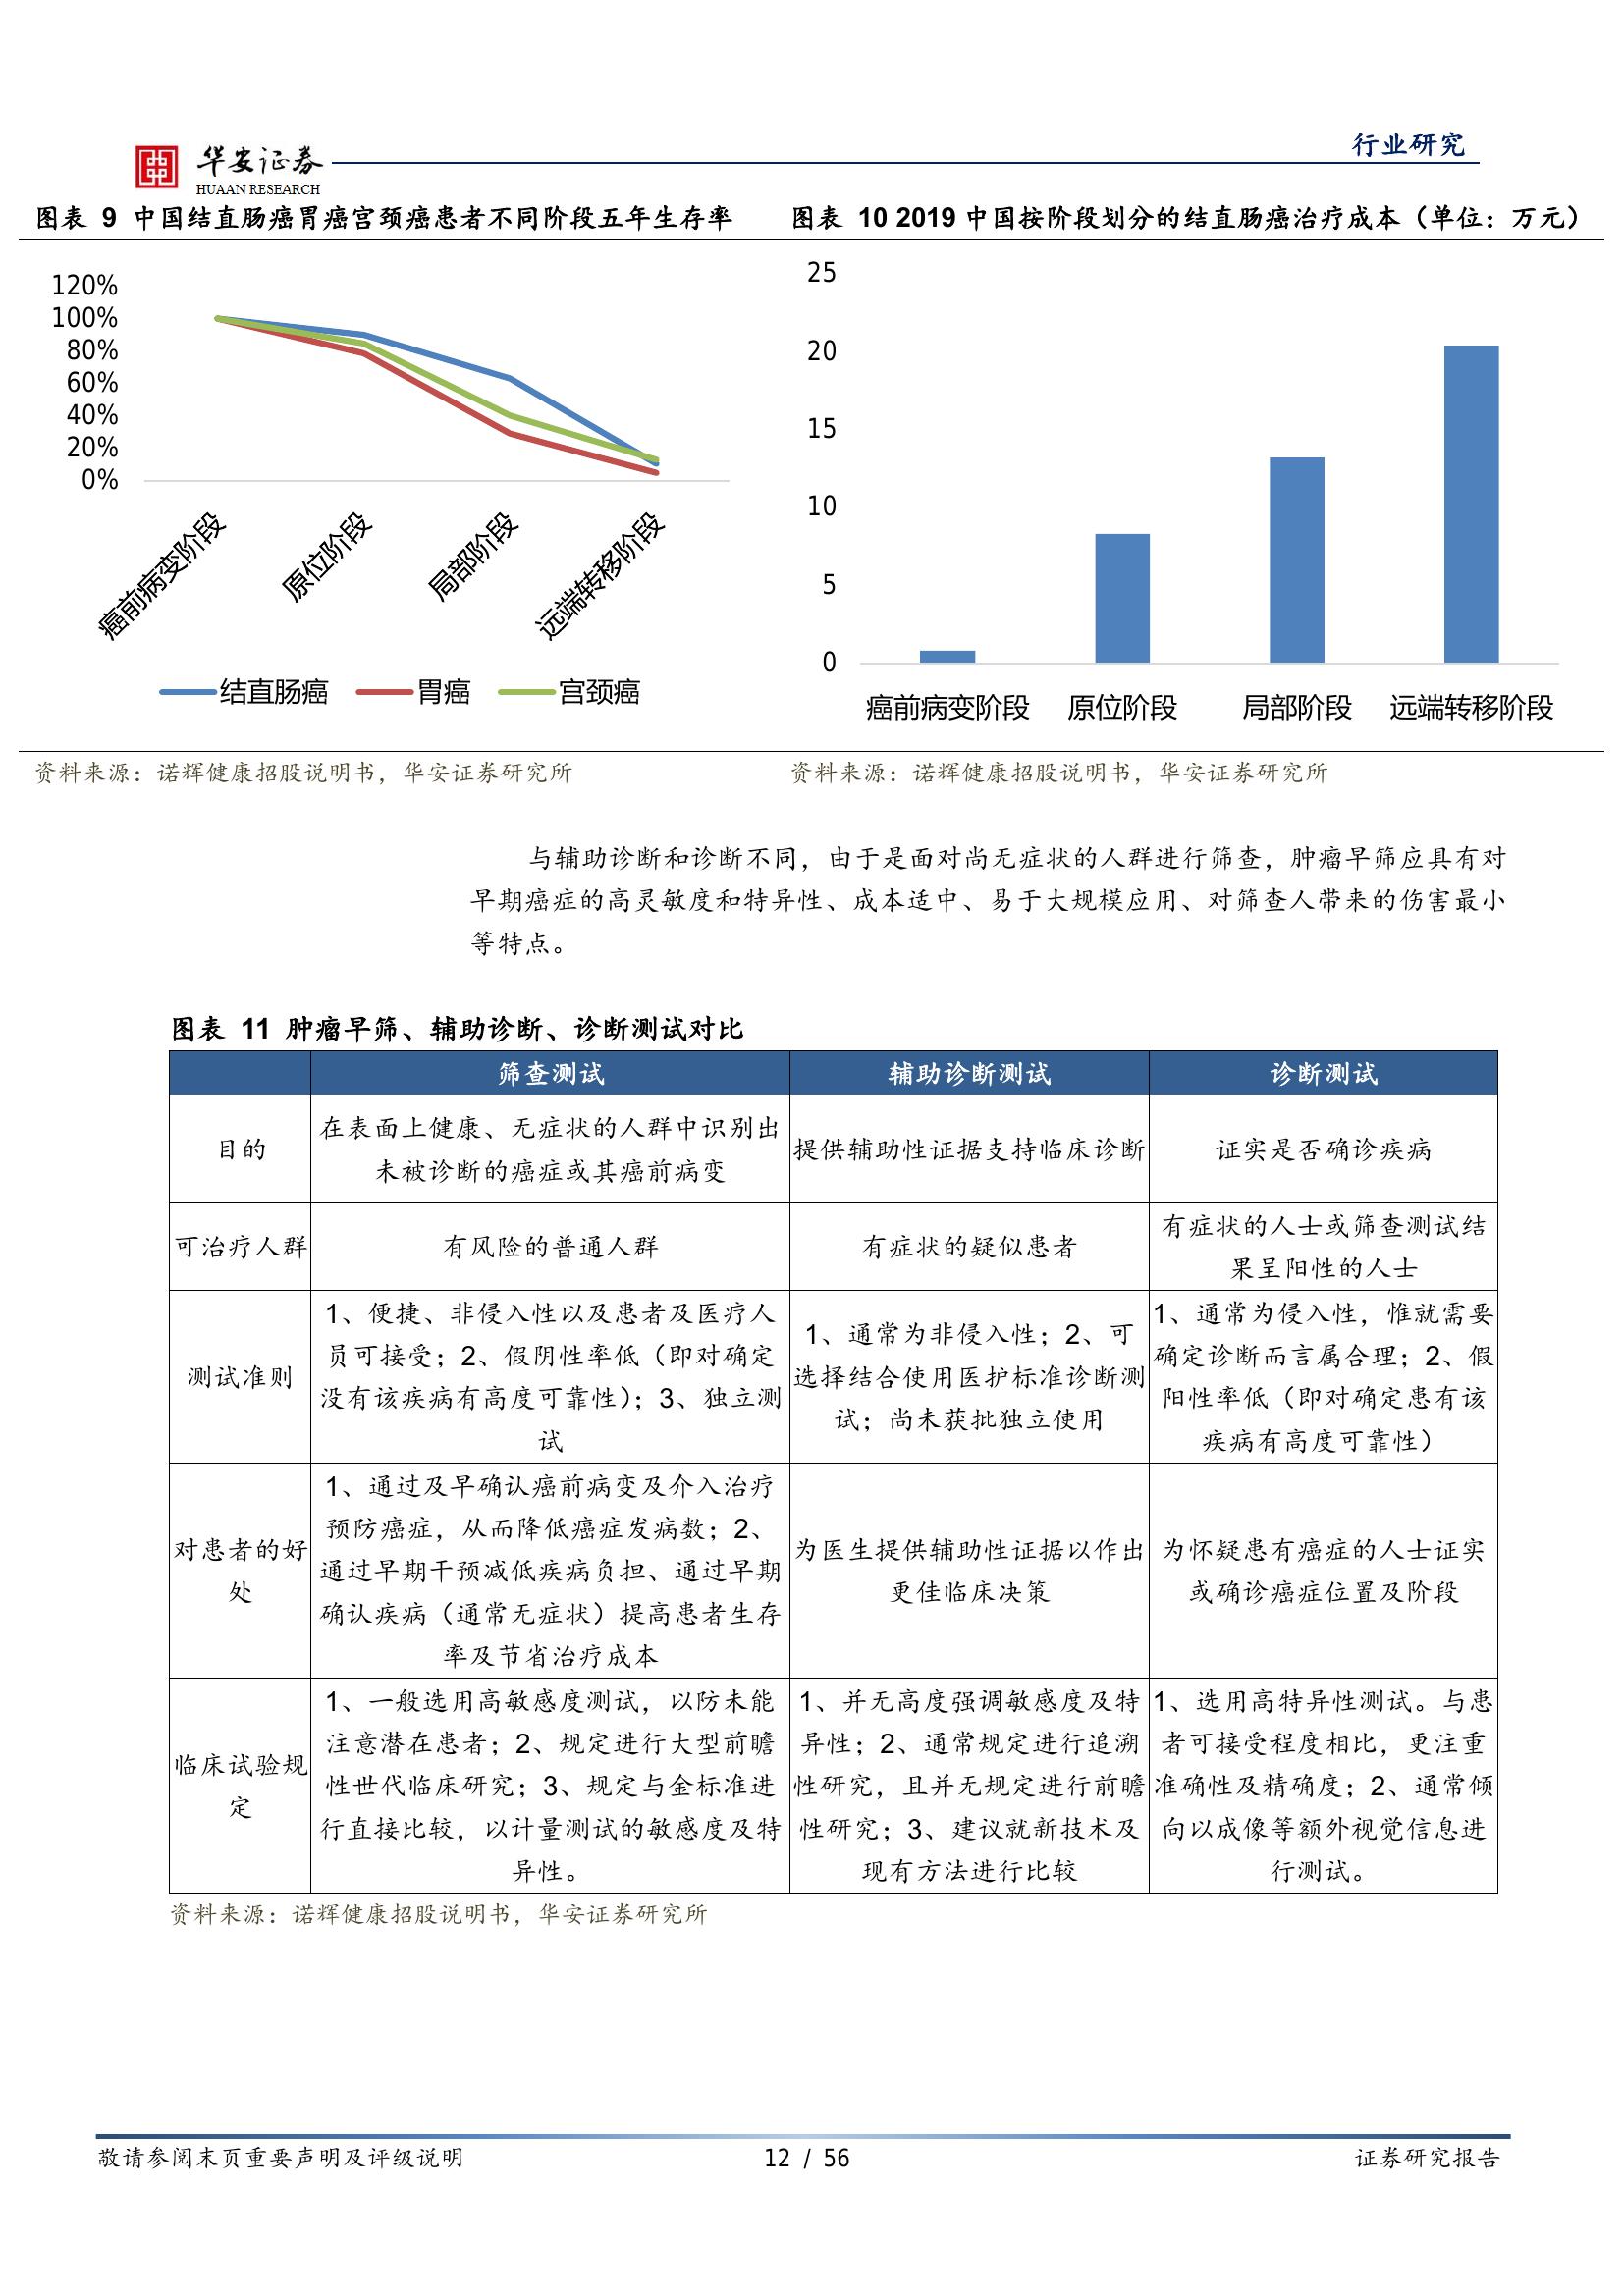 华安证券
HUAAN RESEARCH
行业研究
图表 9 中国结直肠癌胃癌宫颈癌患者不同阶段五年生存率
120%
100%
80%
60%
40%
20%
0%
癌前病变阶段
原位阶段
局部阶段
远端转移阶段
结直肠癌 胃癌 宫颈癌
资料来源：诺辉健康招股说明书，华安证券研究所
图表 10 2019 中国按阶段划分的结直肠癌治疗成本（单位：万元）
25
20
15
10
5
0
癌前病变阶段 原位阶段 局部阶段 远端转移阶段
资料来源：诺辉健康招股说明书，华安证券研究所
与辅助诊断和诊断不同，由于是面对尚无症状的人群进行筛查，肿瘤早筛应具有对
早期癌症的高灵敏度和特异性、成本适中、易于大规模应用、对筛查人带来的伤害最小
等特点。
图表 11 肿瘤早筛、辅助诊断、诊断测试对比
筛查测试 辅助诊断测试 诊断测试
目的
在表面上健康、无症状的人群中识别出
未被诊断的癌症或其癌前病变
提供辅助性证据支持临床诊断
证实是否确诊疾病
可治疗人群
有风险的普通人群
有症状的疑似患者
有症状的人士或筛查测试结
果呈阳性的人士
测试准则
1、便捷、非侵入性以及患者及医疗人
员可接受；2、假阴性率低（即对确定
没有该疾病有高度可靠性）；3、独立测
试
1、通常为非侵入性；2、可
选择结合使用医护标准诊断测
试；尚未获批独立使用
1、通常为侵入性，惟就需要
确定诊断而言属合理；2、假
阳性率低（即对确定患有该
疾病有高度可靠性）
对患者的好
处
1、通过及早确认癌前病变及介入治疗
预防癌症，从而降低癌症发病数；2、
通过早期干预减低疾病负担、通过早期
确认疾病（通常无症状）提高患者生存
率及节省治疗成本
为医生提供辅助性证据以作出
更佳临床决策
为怀疑患有癌症的人士证实
或确诊癌症位置及阶段
临床试验规
定
1、一般选用高敏感度测试，以防未能
注意潜在患者；2、规定进行大型前瞻
性世代临床研究；3、规定与金标准进
行直接比较，以计量测试的敏感度及特
异性。
1、并无高度强调敏感度及特
异性；2、通常规定进行追溯
性研究，且并无规定进行前瞻
性研究；3、建议就新技术及
现有方法进行比较
1、选用高特异性测试。与患
者可接受程度相比，更注重
准确性及精确度；2、通常倾
向以成像等额外视觉信息进
行测试。
资料来源：诺辉健康招股说明书，华安证券研究所
敬请参阅末页重要声明及评级说明 12 / 56 证券研究报告